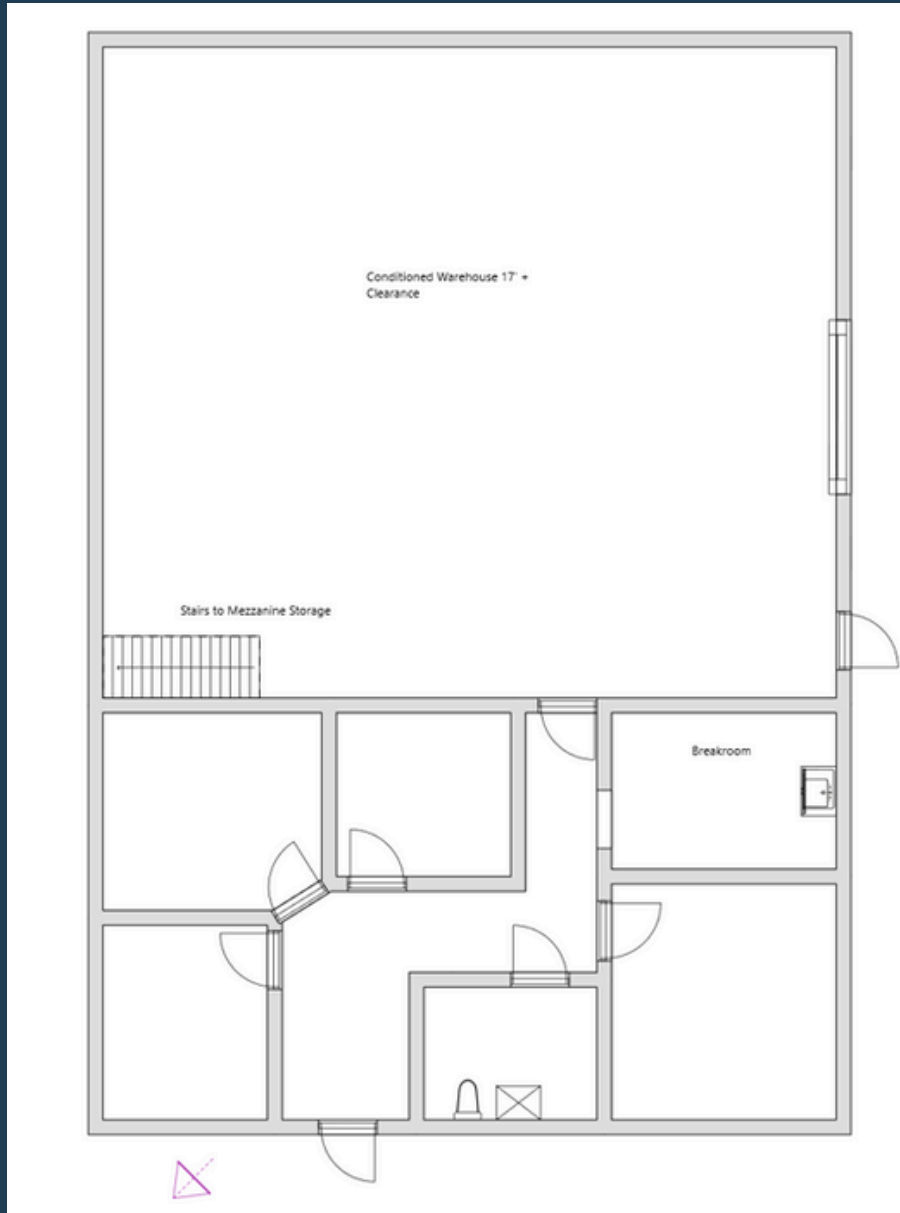 Conditioned Warehouse 17' +
Clearance
Stairs to Mezzanine Storage
Breakroom